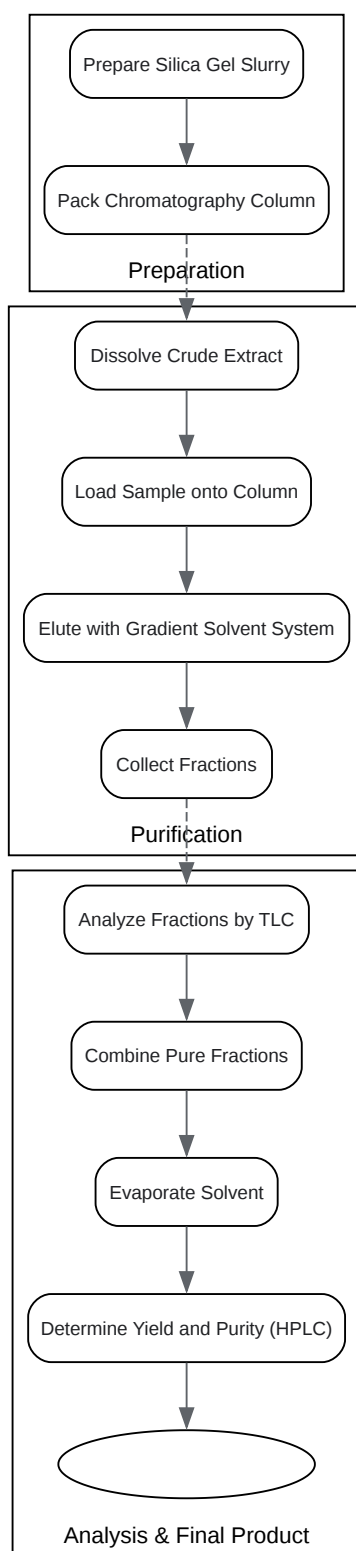 Prepare Silica Gel Slurry
Pack Chromatography Column
Preparation
Dissolve Crude Extract
Load Sample onto Column
Elute with Gradient Solvent System
Collect Fractions
Purification
Analyze Fractions by TLC
Combine Pure Fractions
Evaporate Solvent
Determine Yield and Purity (HPLC)
Analysis & Final Product